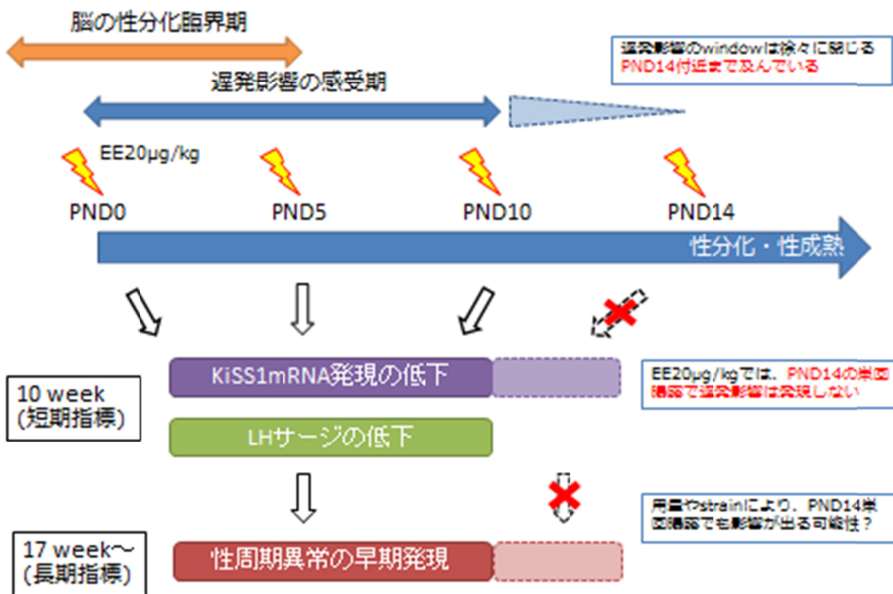 脳の性分化臨界期
遅発影響のwindowは徐々に閉じる
PND14付近まで及んでいる
遅発影響の感受期
EE20μg/kg
PND0
PND5
PND10
PND14
性分化・性成熟
KiSS1mRNA発現の低下
10 week
(短期指標)
EE20μg/kgでは、PND14の単回
曝露で遅発影響は発現しない
LHサージの低下
用量やstrainにより、PND14単
回曝露でも影響が出る可能性？
17 week～
(長期指標)
性周期異常の早期発現